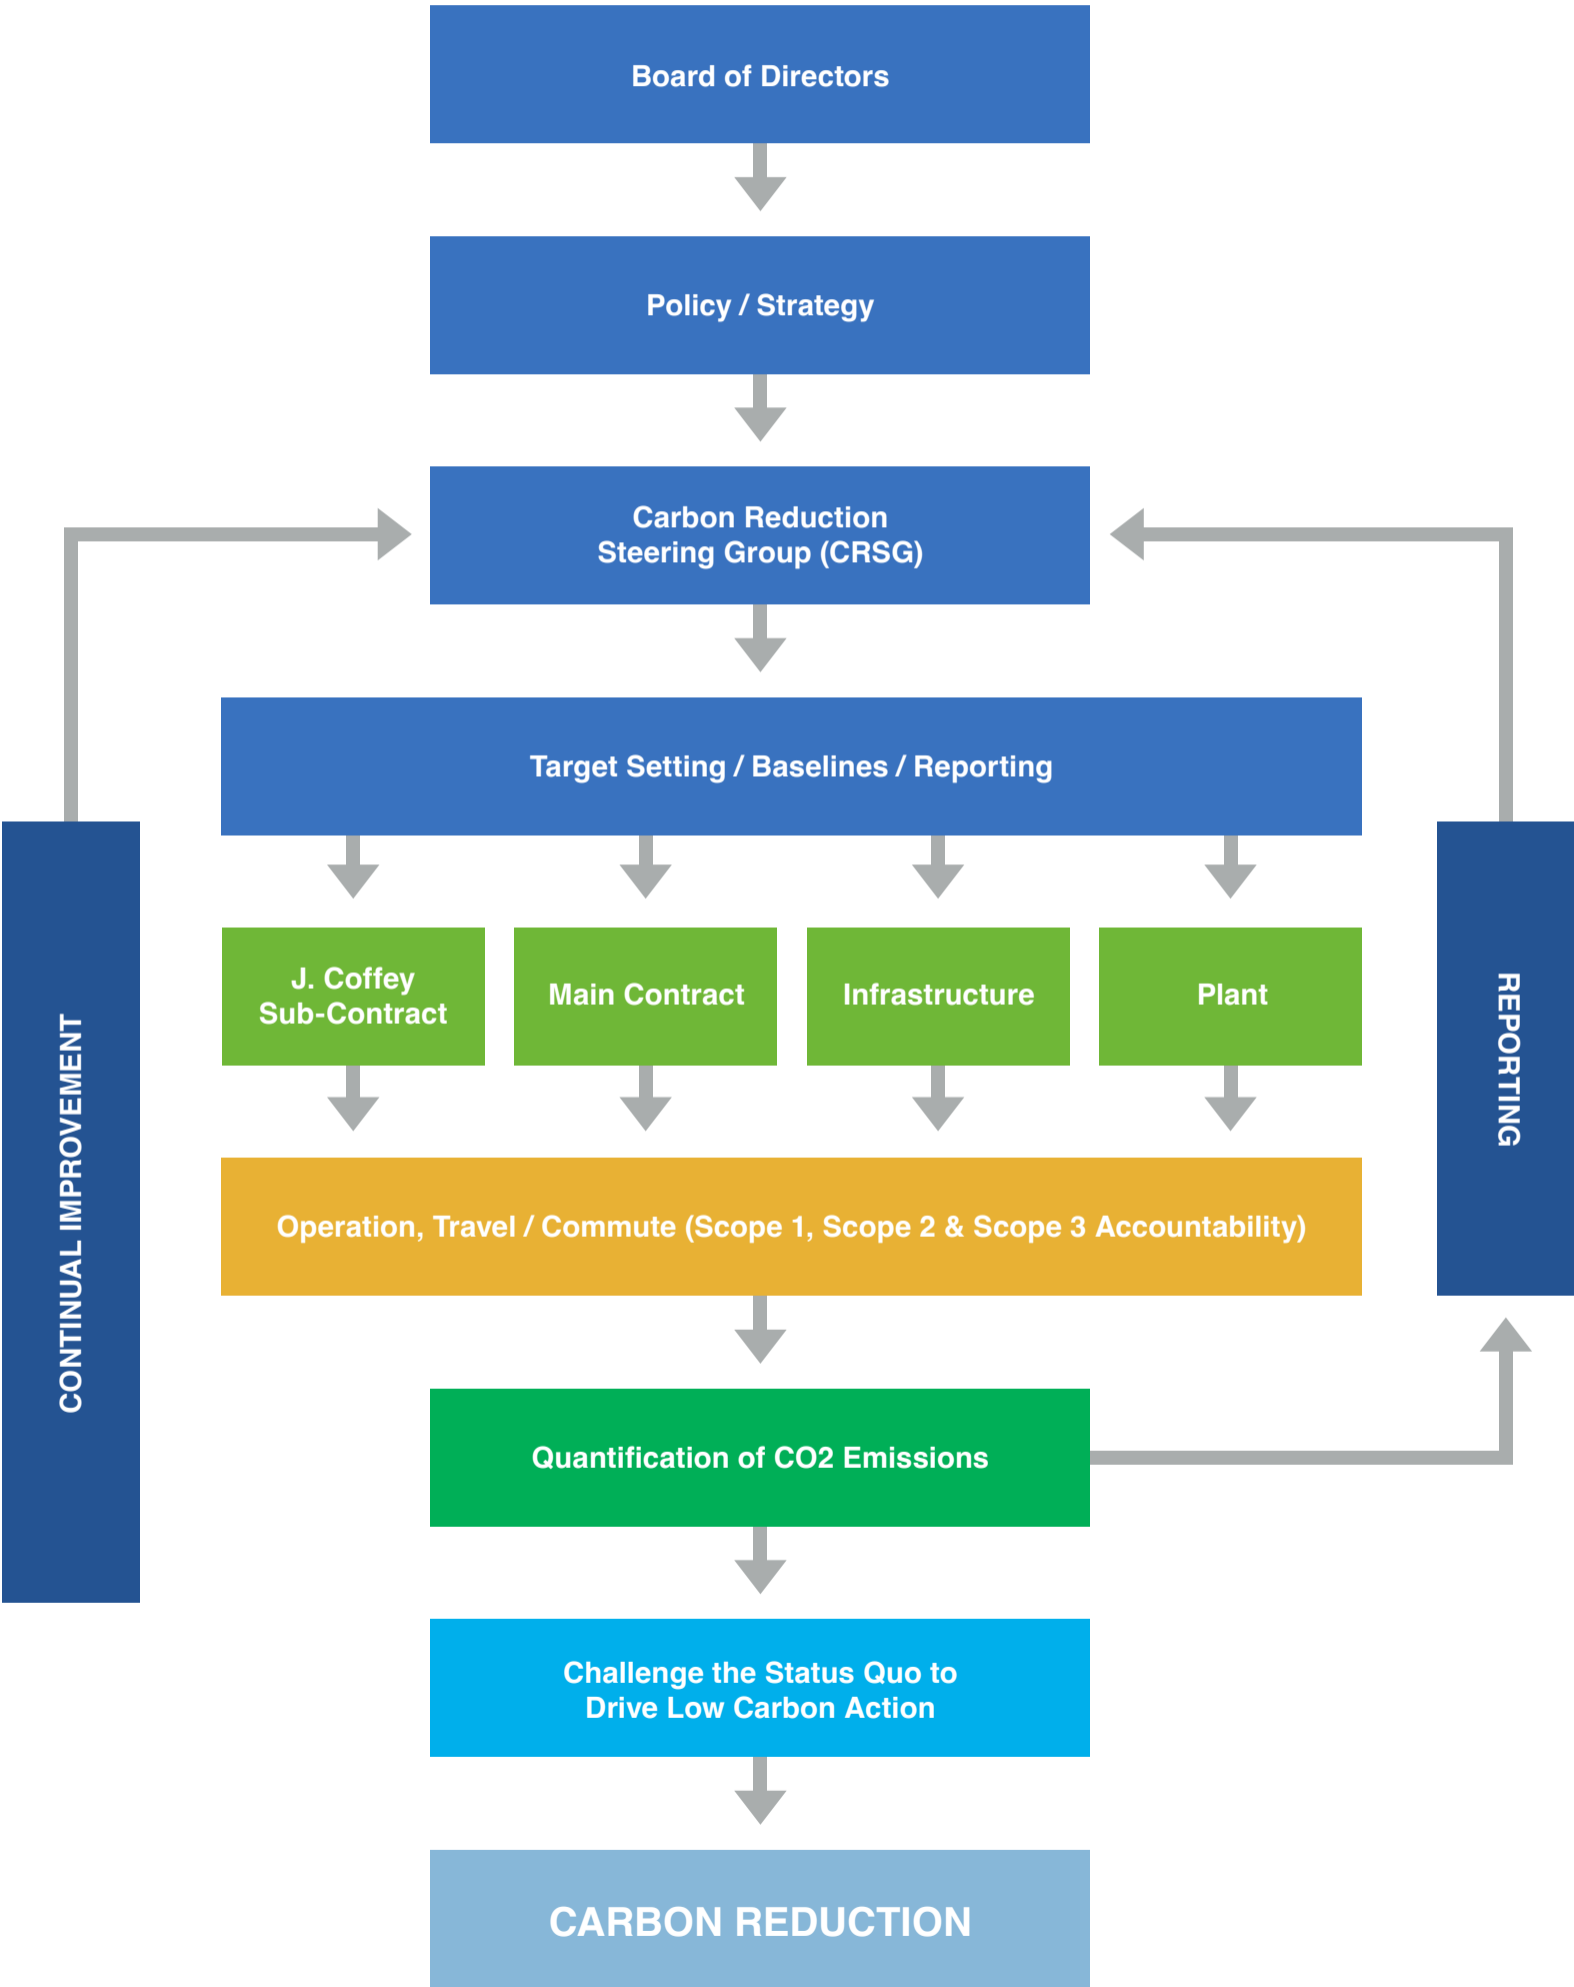 Board of Directors
Policy / Strategy
Carbon Reduction
Steering Group (CRSG)
Target Setting / Baselines / Reporting
J. Coffey
Sub-Contract
Main Contract
Infrastructure
Plant
CONTINUAL IMPROVEMENT
REPORTING
Operation, Travel / Commute (Scope 1, Scope 2 & Scope 3 Accountability)
Quantification of CO2 Emissions
Challenge the Status Quo to
Drive Low Carbon Action
CARBON REDUCTION